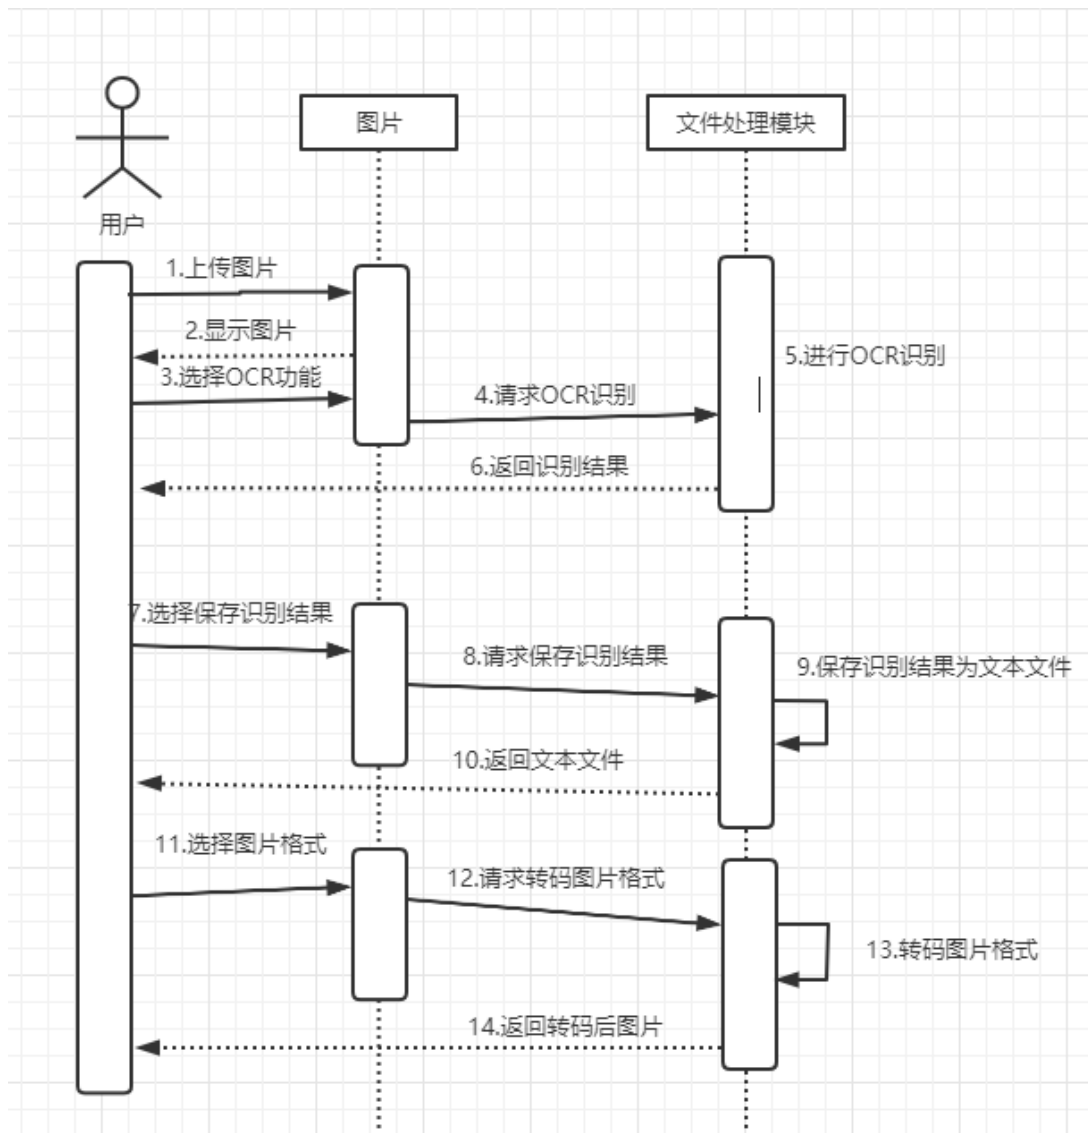 图片
文件处理模块
用户
1.上传图片
2.显示图片
3.选择OCR功能
4.请求OCR识别
5.进行OCR识别
6.返回识别结果
7.选择保存识别结果
8.请求保存识别结果
9.保存识别结果为文本文件
10.返回文本文件
11.选择图片格式
12.请求转码图片格式
13.转码图片格式
14.返回转码后图片